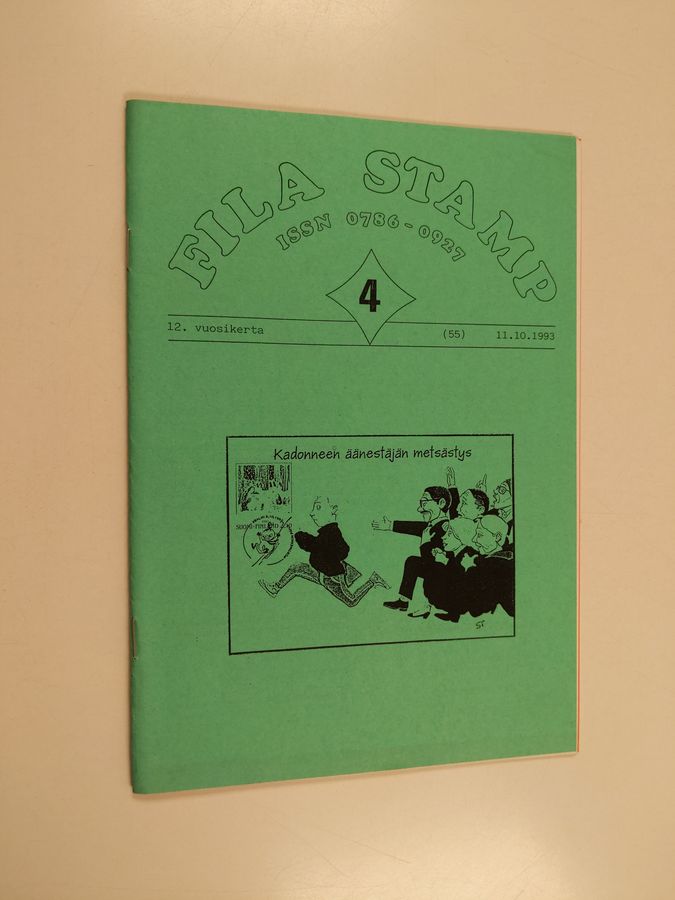 FILA STAMP
ISSN 0786-0927
4
12. vuosikerta (55) 11.10.1993
Kadonneen äänestäjän metsästys